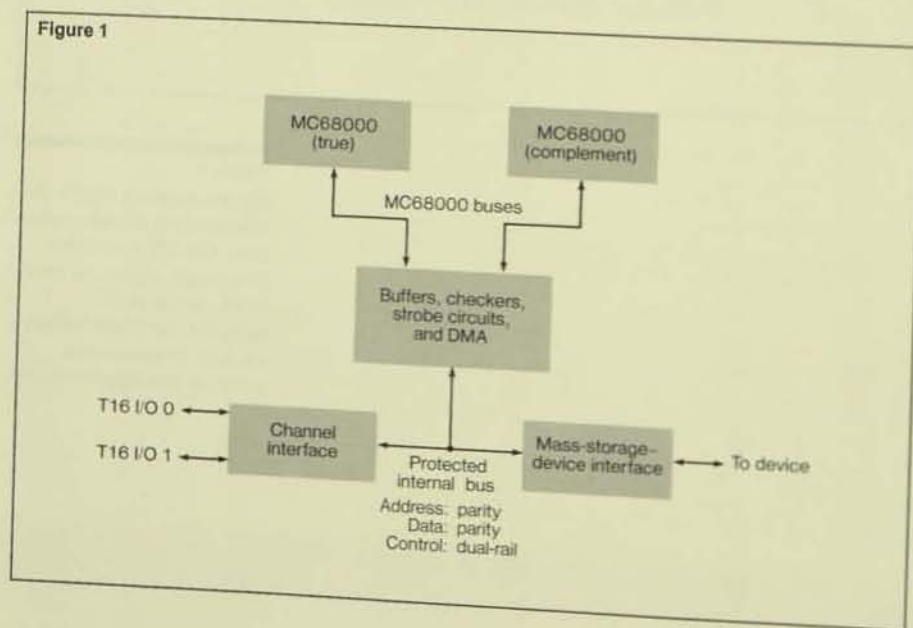 Figure 1
MC68000
(true)
MC68000
(complement)
MC68000 buses
Buffers, checkers,
strobe circuits,
and DMA
T16 I/O 0
T16 I/O 1
Channel
interface
Protected
internal bus
Address: parity
Data: parity
Control: dual-rail
Mass-storage–
device interface
To device